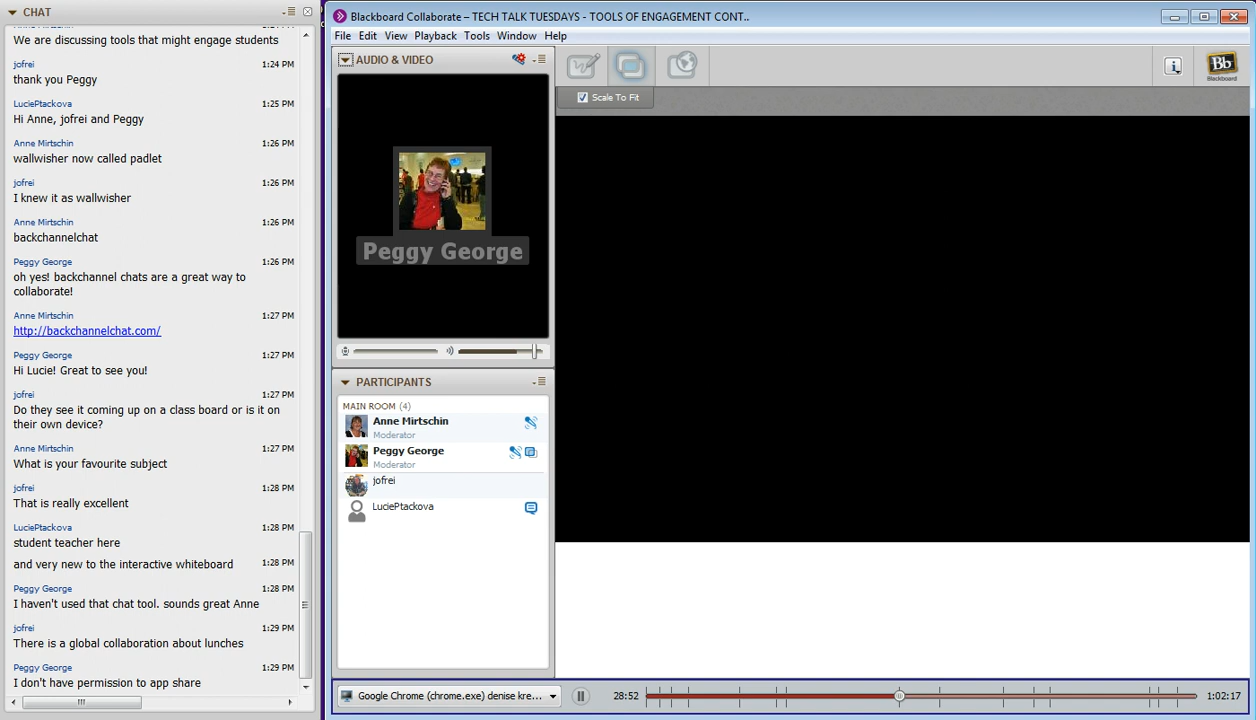 CHAT
We are discussing tools that might engage students
jofrei 1:24 PM
thank you Peggy
LuciePtackova 1:25 PM
Hi Anne, jofrei and Peggy
Anne Mirtschin 1:26 PM
wallwisher now called padlet
jofrei 1:26 PM
I knew it as wallwisher
Anne Mirtschin 1:26 PM
backchannelchat
Peggy George 1:26 PM
oh yes! backchannel chats are a great way to
collaborate!
Anne Mirtschin 1:27 PM
http://backchannelchat.com/
Peggy George 1:27 PM
Hi Lucie! Great to see you!
jofrei 1:27 PM
Do they see it coming up on a class board or is it on
their own device?
Anne Mirtschin 1:27 PM
What is your favourite subject
jofrei 1:28 PM
That is really excellent
LuciePtackova 1:28 PM
student teacher here
and very new to the interactive whiteboard 1:28 PM
Peggy George 1:28 PM
I haven't used that chat tool. sounds great Anne
jofrei 1:29 PM
There is a global collaboration about lunches
Peggy George 1:29 PM
I don't have permission to app share
Blackboard Collaborate – TECH TALK TUESDAYS - TOOLS OF ENGAGEMENT CONT..
File Edit View Playback Tools Window Help
AUDIO & VIDEO
Peggy George
PARTICIPANTS
MAIN ROOM (4)
Anne Mirtschin
Moderator
Peggy George
Moderator
jofrei
LuciePtackova
Scale To Fit
Bb
Blackboard
Google Chrome (chrome.exe) denise kre... 28:52 1:02:17